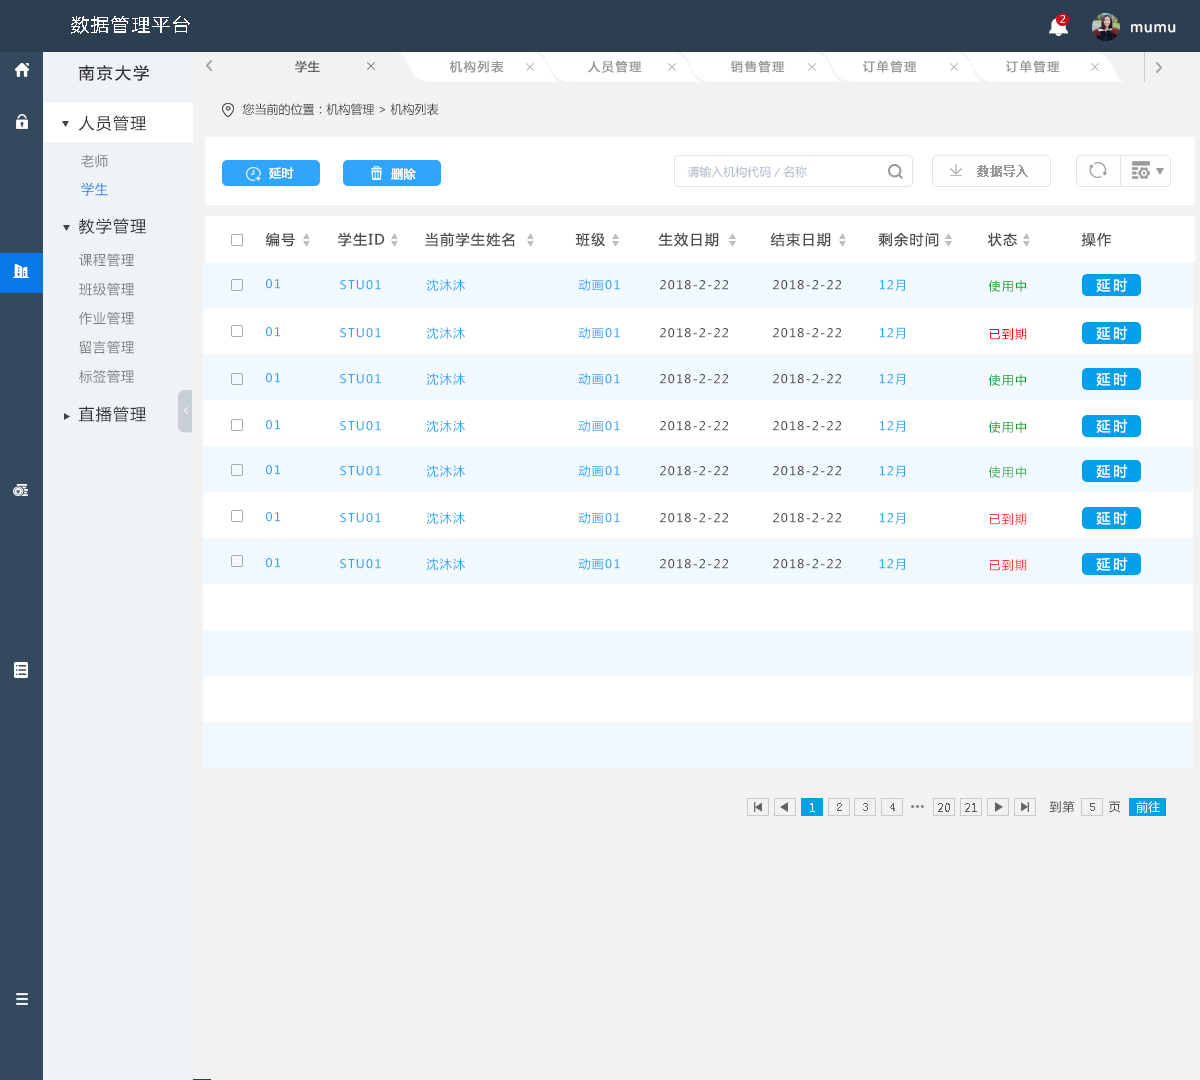 数据管理平台
2
mumu
南京大学
学生
机构列表
人员管理
销售管理
订单管理
订单管理
您当前的位置：机构管理 > 机构列表
人员管理
老师
学生
教学管理
课程管理
班级管理
作业管理
留言管理
标签管理
直播管理
延时
删除
请输入机构代码 / 名称
数据导入
编号 学生ID 当前学生姓名 班级 生效日期 结束日期 剩余时间 状态 操作
01 STU01 沈沐沐 动画01 2018-2-22 2018-2-22 12月 使用中 延时
01 STU01 沈沐沐 动画01 2018-2-22 2018-2-22 12月 已到期 延时
01 STU01 沈沐沐 动画01 2018-2-22 2018-2-22 12月 使用中 延时
01 STU01 沈沐沐 动画01 2018-2-22 2018-2-22 12月 使用中 延时
01 STU01 沈沐沐 动画01 2018-2-22 2018-2-22 12月 使用中 延时
01 STU01 沈沐沐 动画01 2018-2-22 2018-2-22 12月 已到期 延时
01 STU01 沈沐沐 动画01 2018-2-22 2018-2-22 12月 已到期 延时
1 2 3 4 ••• 20 21 到第 5 页 前往